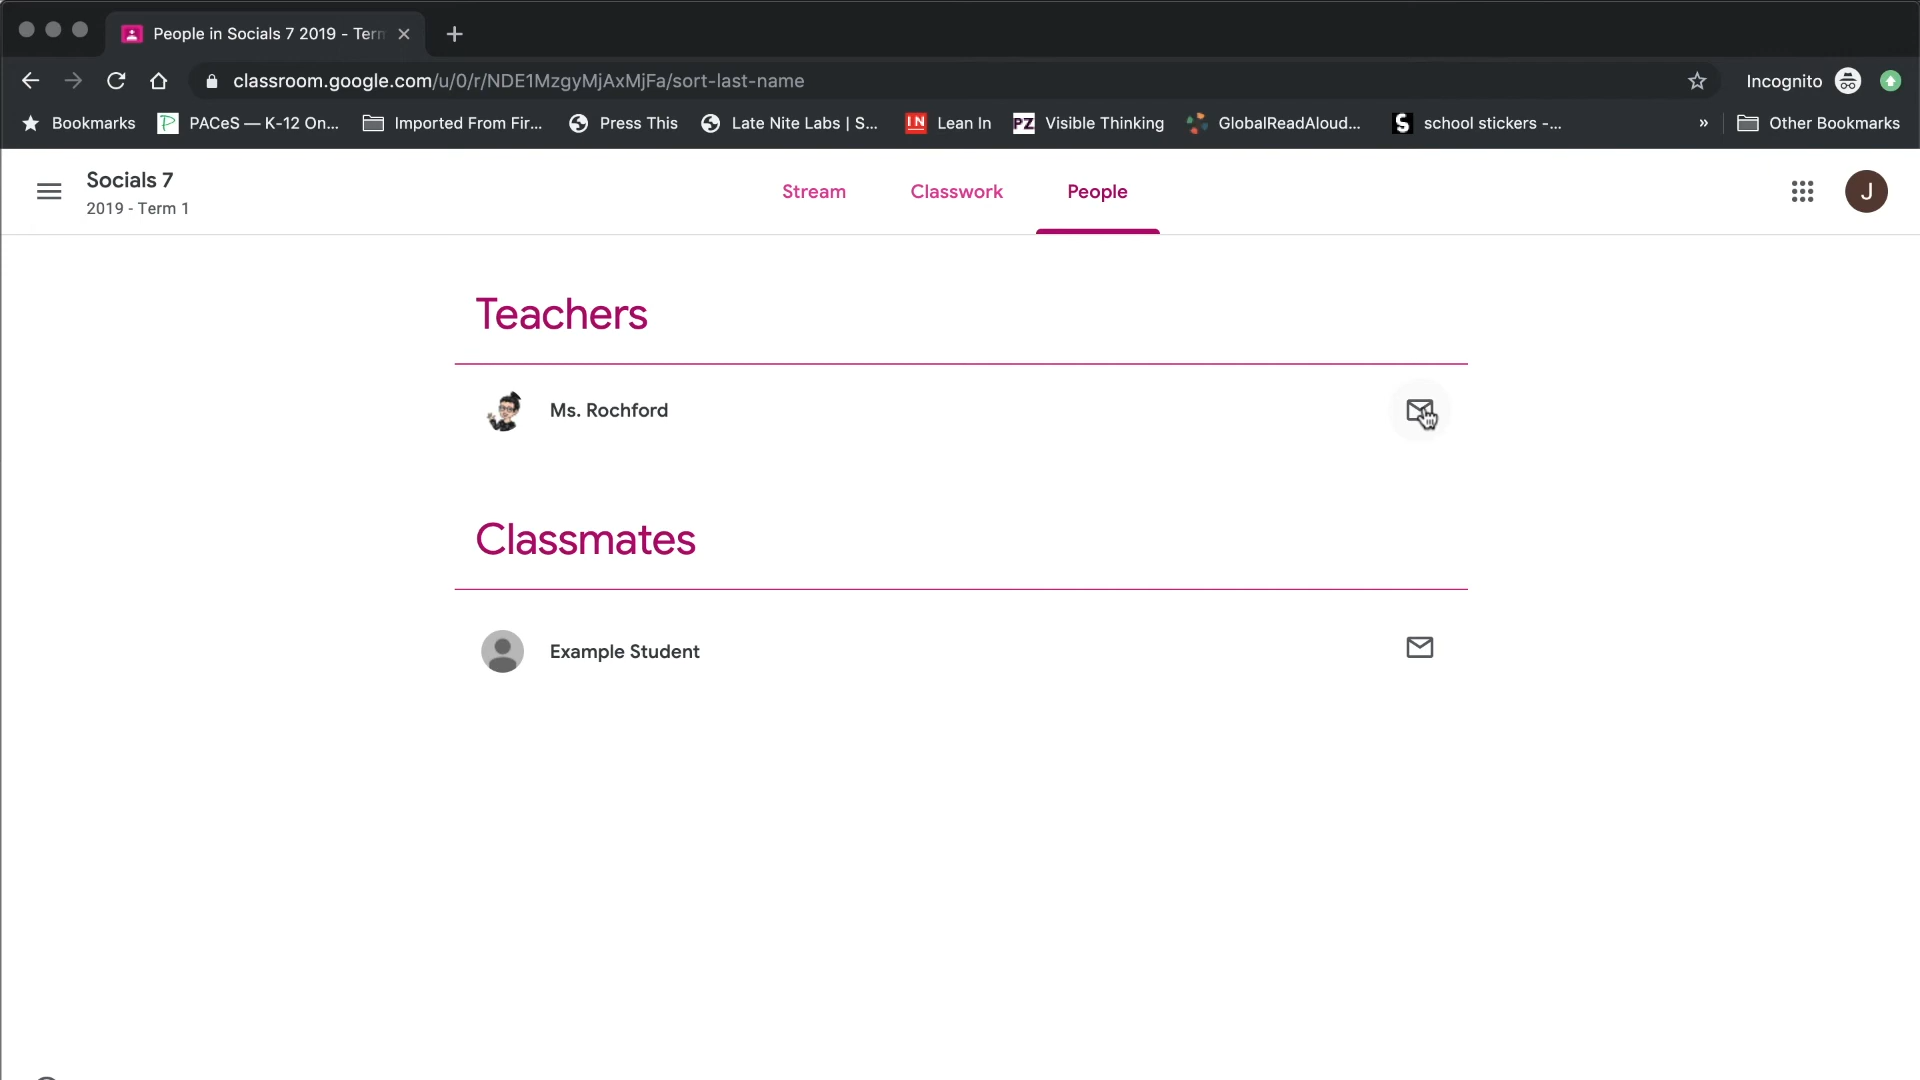 People in Socials 7 2019 - Term
classroom.google.com/u/0/r/NDE1MzgyMjAxMjFa/sort-last-name
Incognito
Bookmarks
PACeS — K-12 On...
Imported From Fir...
Press This
Late Nite Labs | S...
IN
Lean In
PZ
Visible Thinking
GlobalReadAloud...
S
school stickers -...
»
Other Bookmarks
Socials 7
2019 - Term 1
Stream
Classwork
People
J
Teachers
Ms. Rochford
Classmates
Example Student